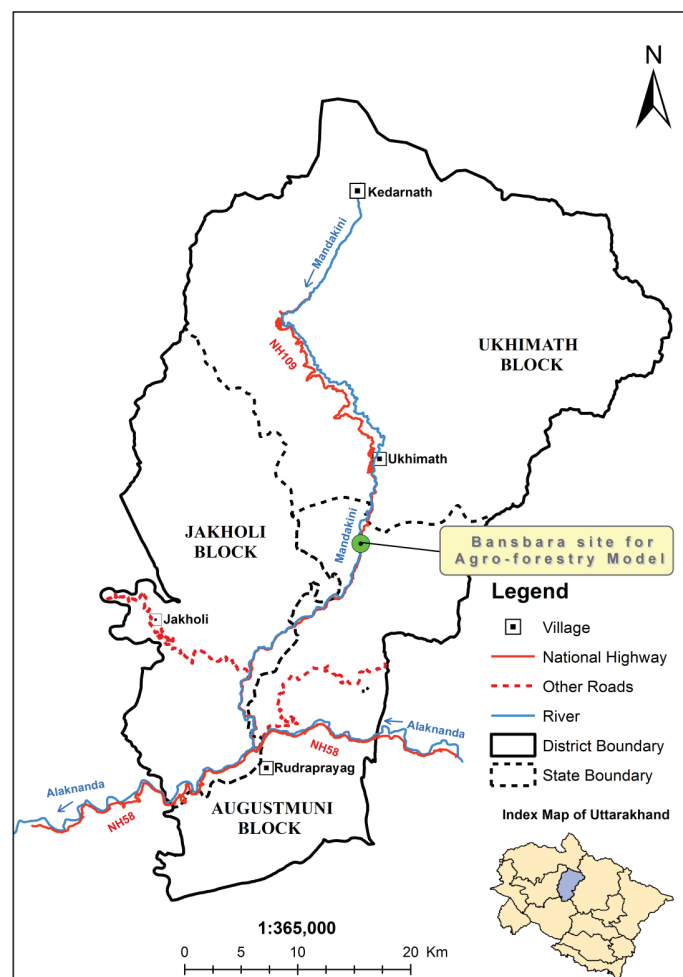 N
Kedarnath
Mandakini
NH109
UKHIMATH
BLOCK
Ukhimath
JAKHOLI
BLOCK
Mandakini
Bansbara site for
Agro-forestry Model
Jakholi
Legend
Village
National Highway
Other Roads
River
District Boundary
State Boundary
Alaknanda
NH58
Rudraprayag
Alaknanda
NH58
AUGUSTMUNI
BLOCK
Index Map of Uttarakhand
1:365,000
0 5 10 20 Km